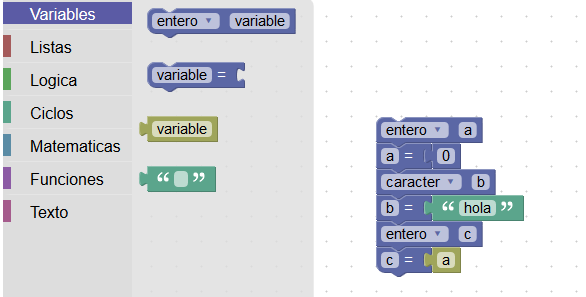 Variables
Listas
Logica
Ciclos
Matematicas
Funciones
Texto
entero ▼ variable
variable =
variable
“ ”
entero ▼ a
a = 0
caracter ▼ b
b = “ hola ”
entero ▼ c
c = a